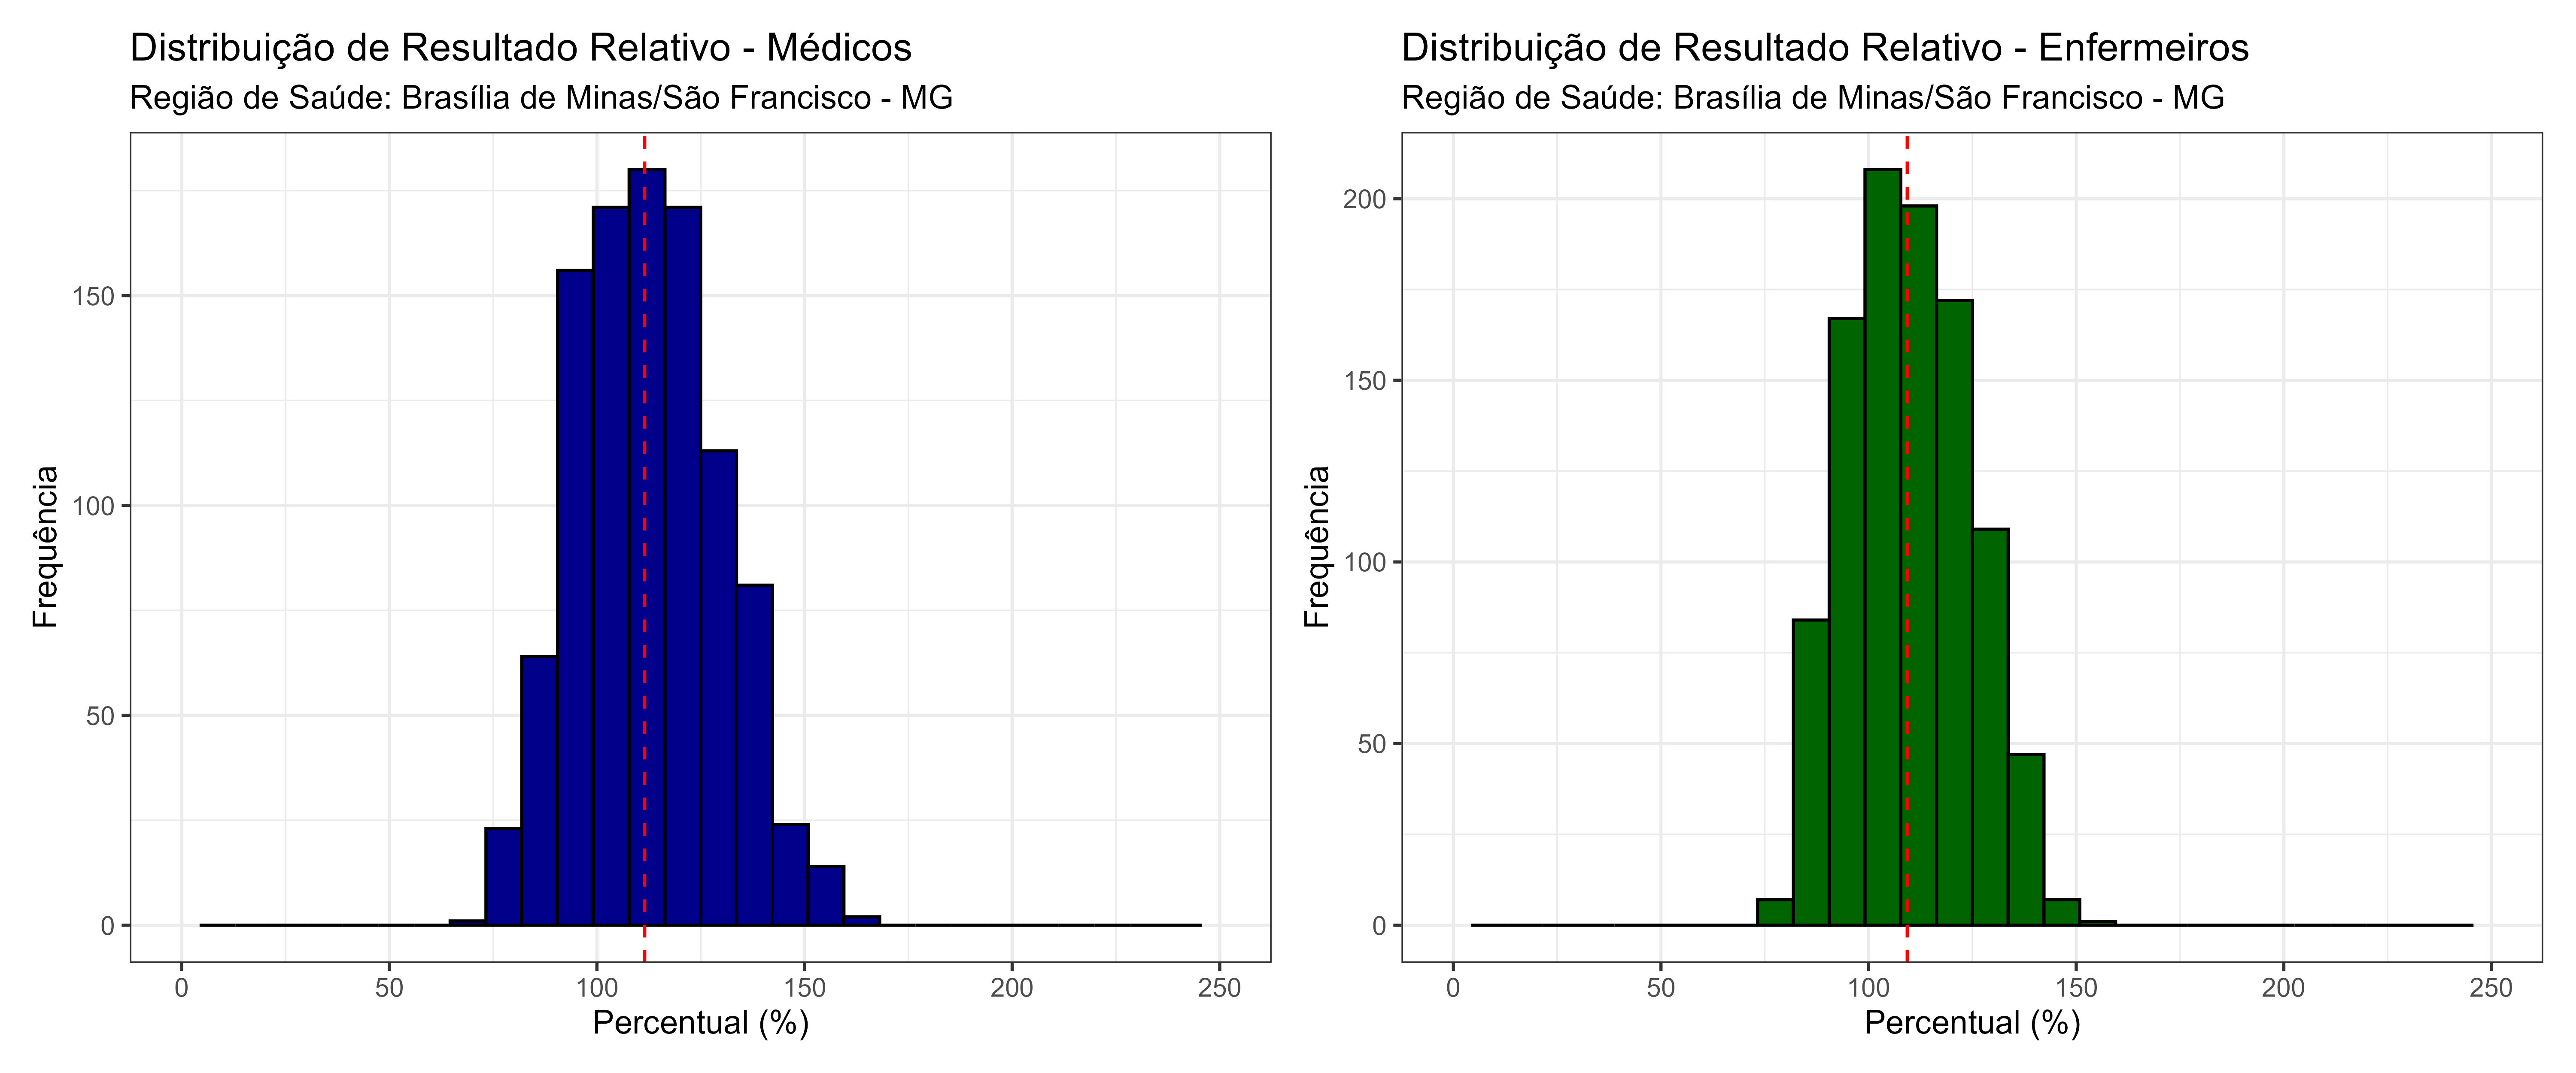 Distribuição de Resultado Relativo - Médicos
Região de Saúde: Brasília de Minas/São Francisco - MG
Frequência
150
100
50
0
0 50 100 150 200 250
Percentual (%)
Distribuição de Resultado Relativo - Enfermeiros
Região de Saúde: Brasília de Minas/São Francisco - MG
Frequência
200
150
100
50
0
0 50 100 150 200 250
Percentual (%)